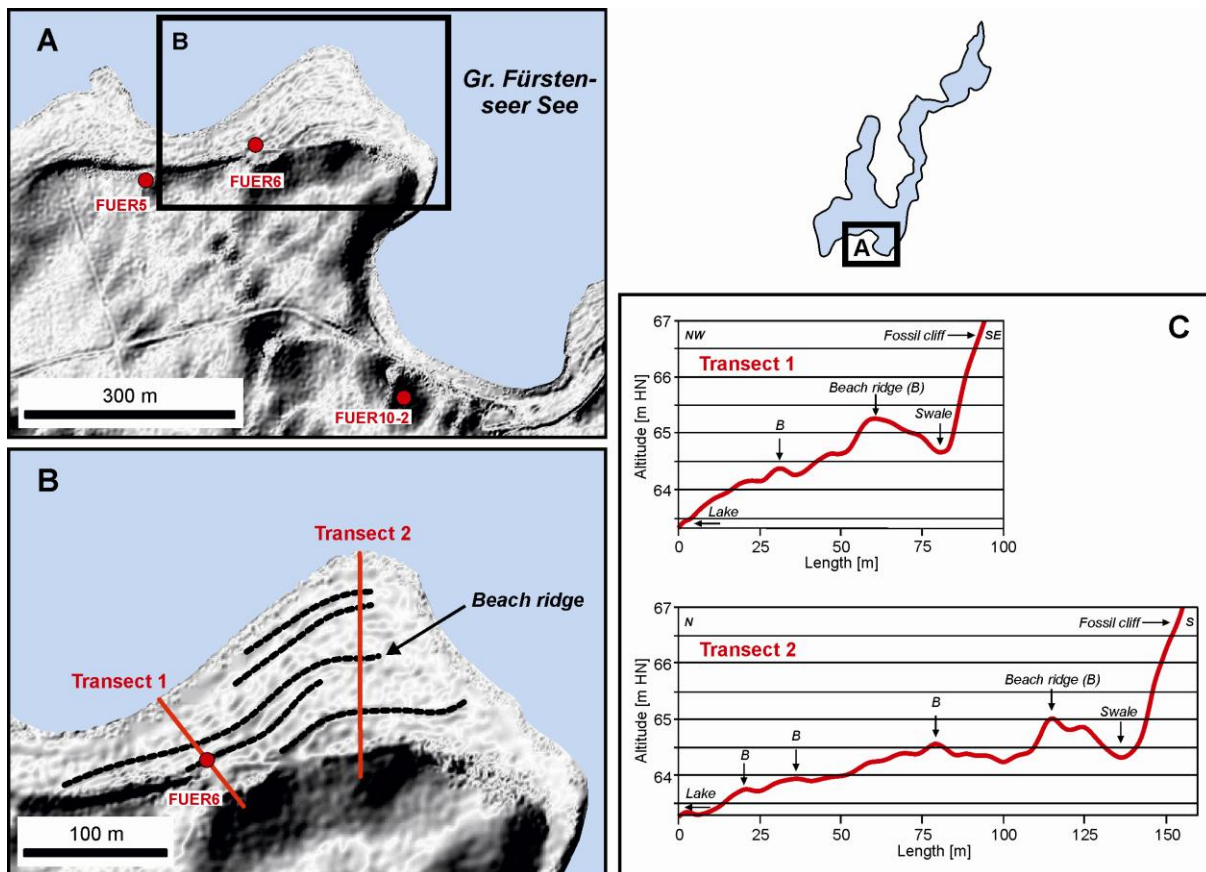 A
B
Gr. Fürsten-
seer See
FUER5
FUER6
FUER10-2
300 m
A
B
Transect 2
Beach ridge
Transect 1
FUER6
100 m
C
67
66
65
64
Altitude [m HN]
NW
Fossil cliff
SE
Transect 1
Beach ridge (B)
Swale
B
Lake
0 25 50 75 100
Length [m]
67
66
65
64
Altitude [m HN]
N
Fossil cliff
S
Transect 2
Beach ridge (B)
Swale
B
B
B
Lake
0 25 50 75 100 125 150
Length [m]